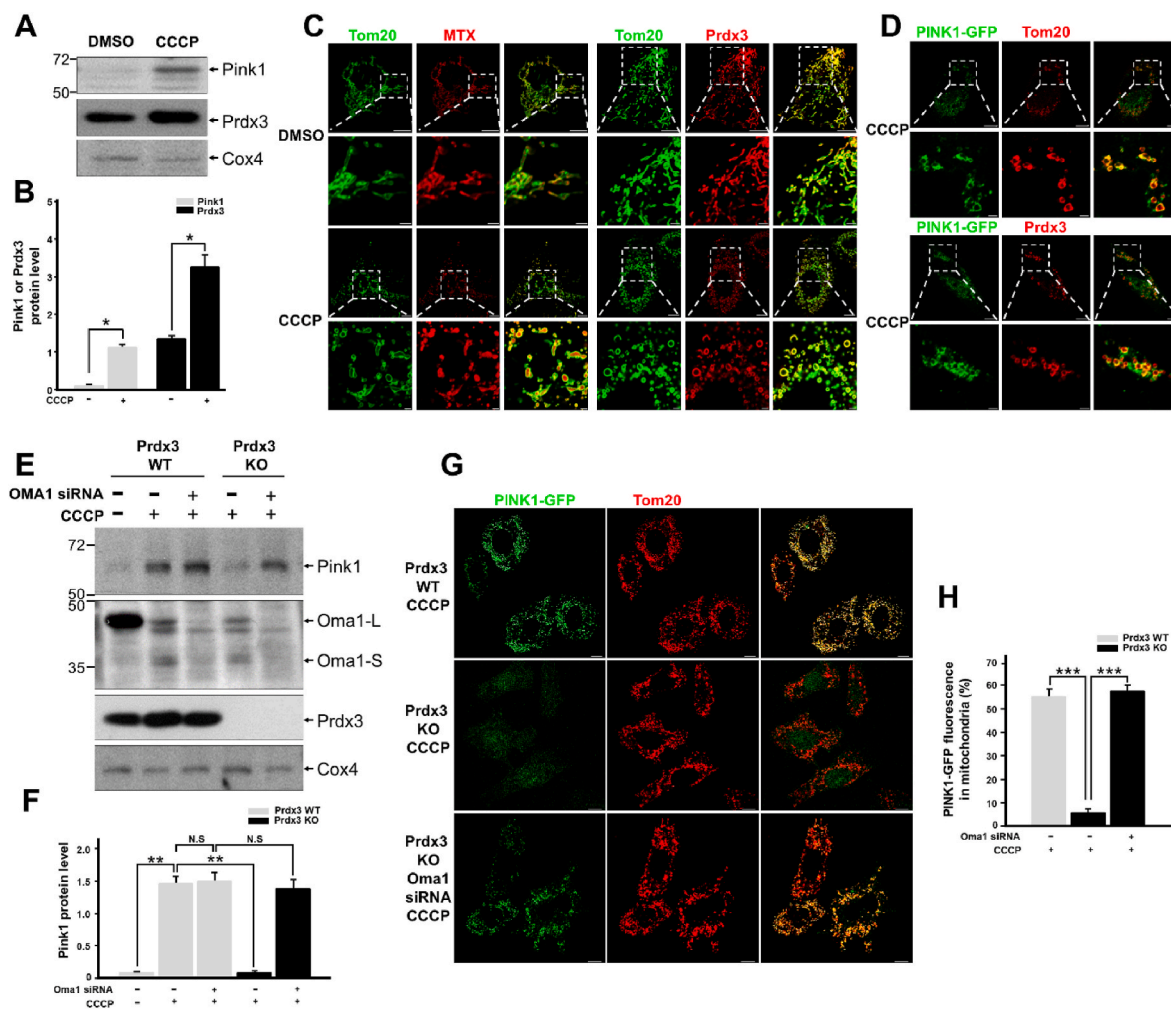 A
DMSO CCCP
72
50
Pink1
Prdx3
Cox4
B
Pink1
Prdx3
Pink1 or Prdx3
protein level
5
4
3
2
1
0
*
*
CCCP - + - +
C
Tom20 MTX Tom20 Prdx3
DMSO
CCCP
D
PINK1-GFP Tom20
CCCP
PINK1-GFP Prdx3
CCCP
E
Prdx3 Prdx3
WT KO
OMA1 siRNA - - + - +
CCCP - + + + +
72
50
Pink1
50
35
Oma1-L
Oma1-S
Prdx3
Cox4
F
Prdx3 WT
Prdx3 KO
Pink1 protein level
2.0
1.5
1.0
0.5
0.0
** N.S ** N.S
Oma1 siRNA - - + - +
CCCP - + + + +
G
PINK1-GFP Tom20
Prdx3
WT
CCCP
Prdx3
KO
CCCP
Prdx3
KO
Oma1
siRNA
CCCP
H
Prdx3 WT
Prdx3 KO
PINK1-GFP fluorescence
in mitochondria (%)
70
60
50
40
30
20
10
0
*** ***
Oma1 siRNA - - +
CCCP + + +